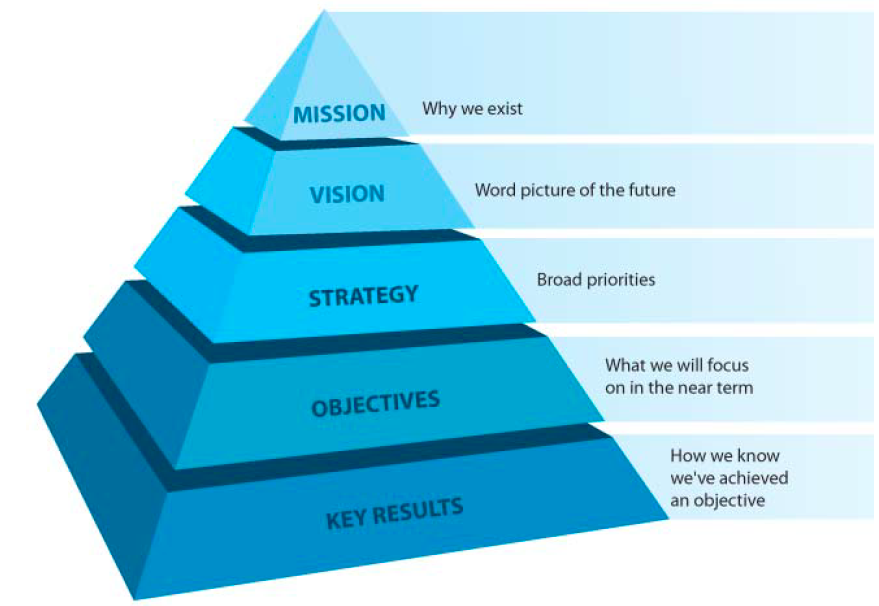 MISSION
Why we exist
VISION
Word picture of the future
STRATEGY
Broad priorities
OBJECTIVES
What we will focus
on in the near term
KEY RESULTS
How we know
we've achieved
an objective